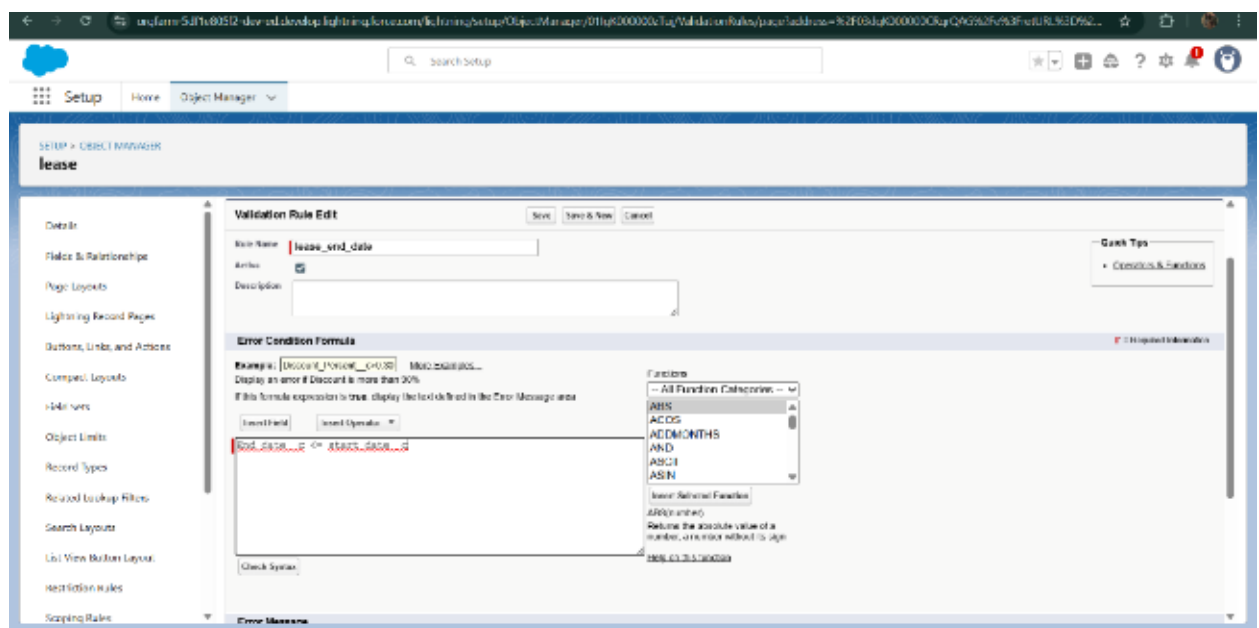 Search Setup
Setup
Home
Object Manager
SETUP > OBJECT MANAGER
lease
Details
Fields & Relationships
Page Layouts
Lightning Record Pages
Buttons, Links, and Actions
Compact Layouts
Field Sets
Object Limits
Record Types
Related Lookup Filters
Search Layouts
List View Button Layout
Restriction Rules
Scoping Rules
Validation Rule Edit
Save
Save & New
Cancel
Rule Name
lease_end_date
Active
Description
Quick Tips
Operators & Functions
Error Condition Formula
= Required Information
Example: Discount_Percent__c>0.30 More Examples...
Display an error if Discount is more than 30%
If this formula expression is true, display the text defined in the Error Message area
Insert Field
Insert Operator
End_date__c <= start_date__c
Functions
-- All Function Categories --
ABS
ACOS
ADDMONTHS
AND
ASCII
ASIN
Insert Selected Function
ABS(number)
Returns the absolute value of a
number, a number without its sign
Help on this function
Check Syntax
Error Message